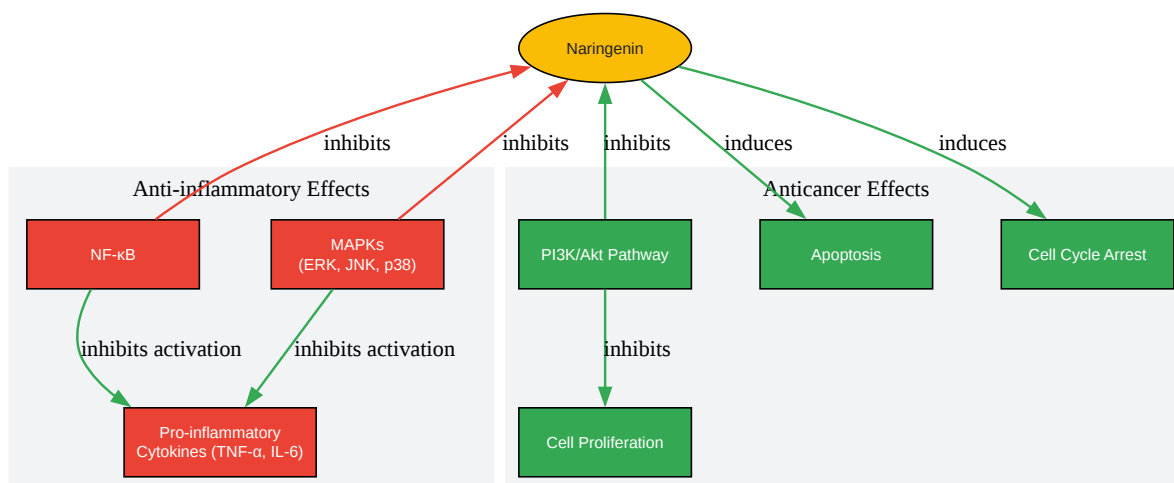 Naringenin
inhibits
inhibits
inhibits
induces
induces
Anti-inflammatory Effects
Anticancer Effects
NF-κB
MAPKs
(ERK, JNK, p38)
PI3K/Akt Pathway
Apoptosis
Cell Cycle Arrest
inhibits activation
inhibits activation
inhibits
Pro-inflammatory
Cytokines (TNF-α, IL-6)
Cell Proliferation